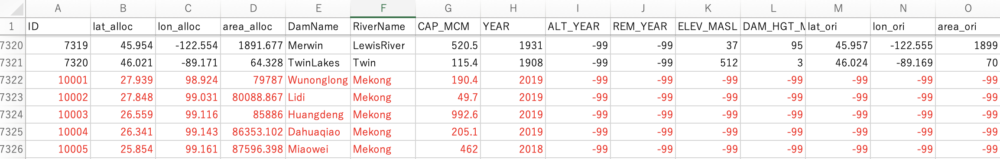 A B C D E F G H I J K L M N O
1 ID lat_alloc lon_alloc area_alloc DamName RiverName CAP_MCM YEAR ALT_YEAR REM_YEAR ELEV_MASL DAM_HGT_M lat_ori lon_ori area_ori
7320 7319 45.954 -122.554 1891.677 Merwin LewisRiver 520.5 1931 -99 -99 37 95 45.957 -122.555 1899
7321 7320 46.021 -89.171 64.328 TwinLakes Twin 115.4 1908 -99 -99 512 3 46.024 -89.169 70
7322 10001 27.939 98.924 79787 Wunonglong Mekong 190.4 2019 -99 -99 -99 -99 -99 -99 -99
7323 10002 27.848 99.031 80088.867 Lidi Mekong 49.7 2019 -99 -99 -99 -99 -99 -99 -99
7324 10003 26.559 99.116 85886 Huangdeng Mekong 992.6 2019 -99 -99 -99 -99 -99 -99 -99
7325 10004 26.341 99.143 86353.102 Dahuaqiao Mekong 205.1 2019 -99 -99 -99 -99 -99 -99 -99
7326 10005 25.854 99.161 87596.398 Miaowei Mekong 462 2018 -99 -99 -99 -99 -99 -99 -99